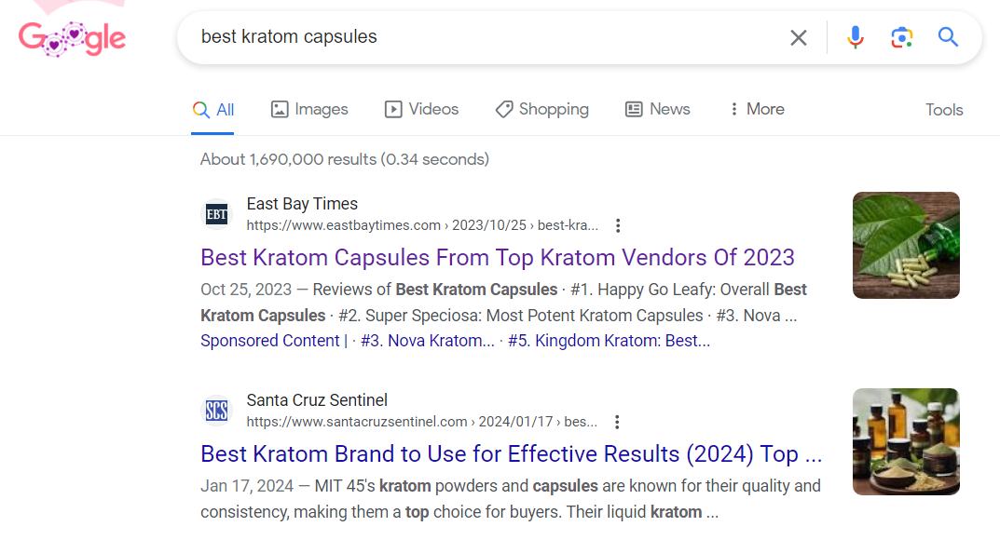 Google
best kratom capsules
All Images Videos Shopping News More Tools
About 1,690,000 results (0.34 seconds)
EBT
East Bay Times
https://www.eastbaytimes.com › 2023/10/25 › best-kra...
Best Kratom Capsules From Top Kratom Vendors Of 2023
Oct 25, 2023 — Reviews of Best Kratom Capsules · #1. Happy Go Leafy: Overall Best
Kratom Capsules · #2. Super Speciosa: Most Potent Kratom Capsules · #3. Nova ...
Sponsored Content | · #3. Nova Kratom... · #5. Kingdom Kratom: Best...
SCS
Santa Cruz Sentinel
https://www.santacruzsentinel.com › 2024/01/17 › bes...
Best Kratom Brand to Use for Effective Results (2024) Top ...
Jan 17, 2024 — MIT 45's kratom powders and capsules are known for their quality and
consistency, making them a top choice for buyers. Their liquid kratom ...